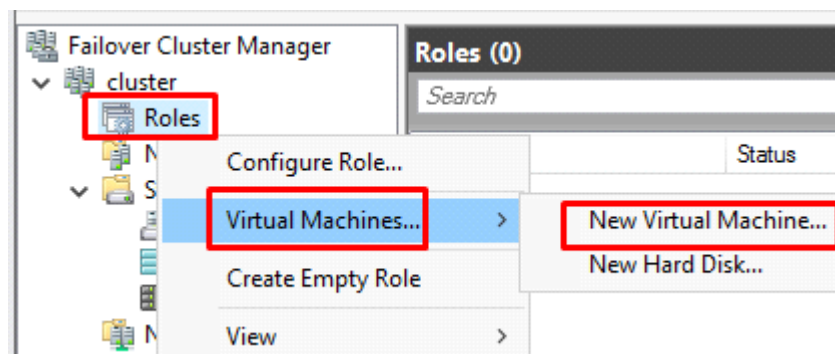 Failover Cluster Manager
cluster
Roles
N
S
N
Roles (0)
Search
Status
Configure Role...
Virtual Machines...
Create Empty Role
View
New Virtual Machine...
New Hard Disk...